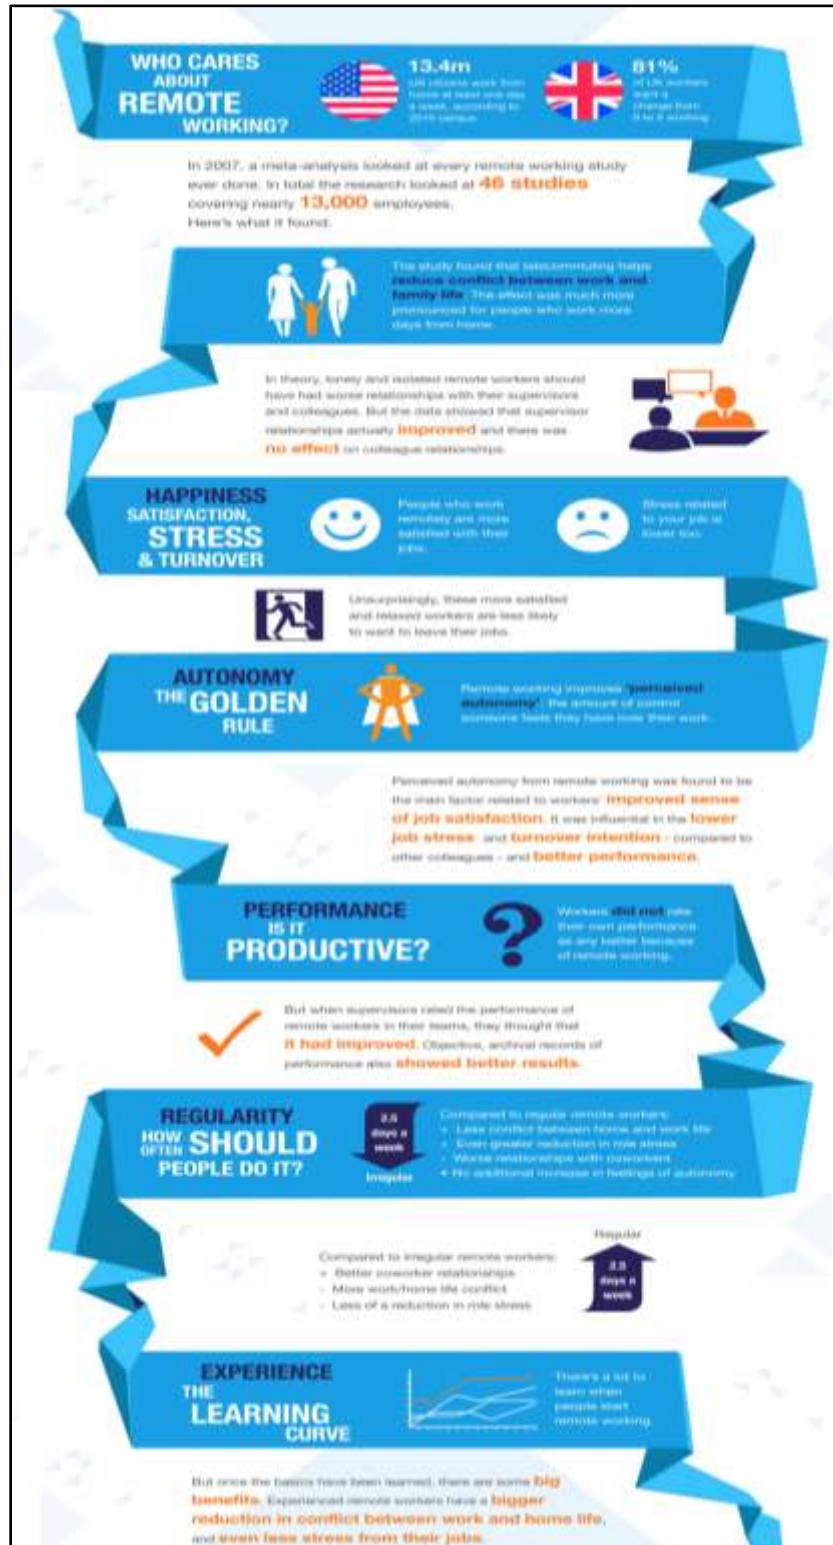 WHO CARES
ABOUT
REMOTE
WORKING?
13.4m
US citizens work from
home at least one day
a week, according to
2010 census
81%
of UK workers
want a
change from
9 to 5 working
In 2007, a meta-analysis looked at every remote working study
ever done. In total the research looked at 46 studies
covering nearly 13,000 employees.
Here's what it found.
The study found that telecommuting helps
reduce conflict between work and
family life. The effect was much more
pronounced for people who work more
days from home.
In theory, lonely and isolated remote workers should
have had worse relationships with their supervisors
and colleagues. But the data showed that supervisor
relationships actually improved and there was
no effect on colleague relationships.
HAPPINESS
SATISFACTION,
STRESS
& TURNOVER
People who work
remotely are more
satisfied with their
jobs.
Stress related
to your job is
lower too.
Unsurprisingly, these more satisfied
and relaxed workers are less likely
to want to leave their jobs.
AUTONOMY
THE GOLDEN
RULE
Remote working improves 'perceived
autonomy' the amount of control
someone feels they have over their work.
Perceived autonomy from remote working was found to be
the main factor related to workers' improved sense
of job satisfaction. It was influential in the lower
job stress and turnover intention - compared to
other colleagues - and better performance.
PERFORMANCE
IS IT
PRODUCTIVE?
?
Workers did not rate
their own performance
as any better because
of remote working.
But when supervisors rated the performance of
remote workers in their teams, they thought that
it had improved. Objective, archival records of
performance also showed better results.
REGULARITY
HOW OFTEN SHOULD
PEOPLE DO IT?
2.5
days a
week
Irregular
Compared to regular remote workers:
+ Less conflict between home and work life
+ Even greater reduction in role stress
- Worse relationships with coworkers
• No additional increase in feelings of autonomy
Compared to irregular remote workers:
+ Better coworker relationships
- More work/home life conflict
- Less of a reduction in role stress
Regular
2.5
days a
week
EXPERIENCE
THE
LEARNING
CURVE
There's a lot to
learn when
people start
remote working
But once the basics have been learned, there are some big
benefits. Experienced remote workers have a bigger
reduction in conflict between work and home life,
and even less stress from their jobs.